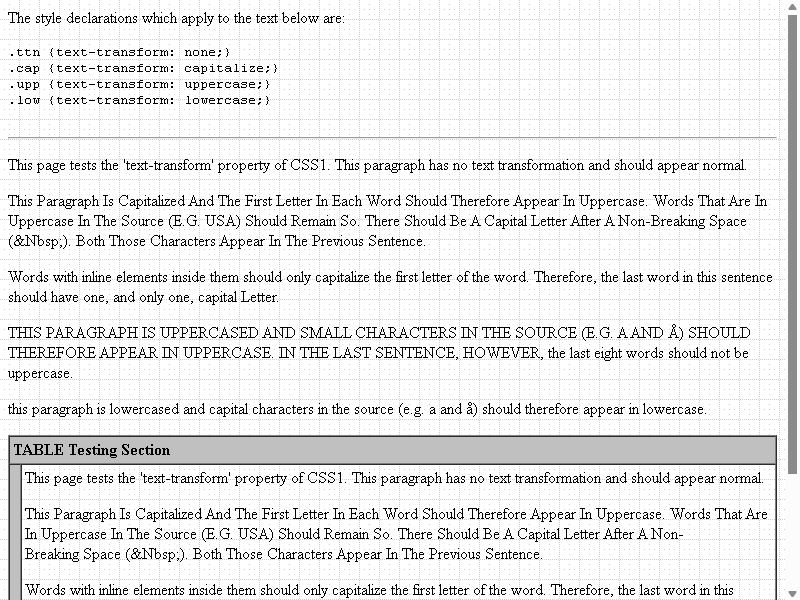 The style declarations which apply to the text below are:
.ttn {text-transform: none;}
.cap {text-transform: capitalize;}
.upp {text-transform: uppercase;}
.low {text-transform: lowercase;}
This page tests the 'text-transform' property of CSS1. This paragraph has no text transformation and should appear normal.
This Paragraph Is Capitalized And The First Letter In Each Word Should Therefore Appear In Uppercase. Words That Are In
Uppercase In The Source (E.G. USA) Should Remain So. There Should Be A Capital Letter After A Non-Breaking Space
(&Nbsp;). Both Those Characters Appear In The Previous Sentence.
Words with inline elements inside them should only capitalize the first letter of the word. Therefore, the last word in this sentence
should have one, and only one, capital Letter.
THIS PARAGRAPH IS UPPERCASED AND SMALL CHARACTERS IN THE SOURCE (E.G. A AND Å) SHOULD
THEREFORE APPEAR IN UPPERCASE. IN THE LAST SENTENCE, HOWEVER, the last eight words should not be
uppercase.
this paragraph is lowercased and capital characters in the source (e.g. a and å) should therefore appear in lowercase.
TABLE Testing Section
This page tests the 'text-transform' property of CSS1. This paragraph has no text transformation and should appear normal.
This Paragraph Is Capitalized And The First Letter In Each Word Should Therefore Appear In Uppercase. Words That Are
In Uppercase In The Source (E.G. USA) Should Remain So. There Should Be A Capital Letter After A Non-
Breaking Space (&Nbsp;). Both Those Characters Appear In The Previous Sentence.
Words with inline elements inside them should only capitalize the first letter of the word. Therefore, the last word in this